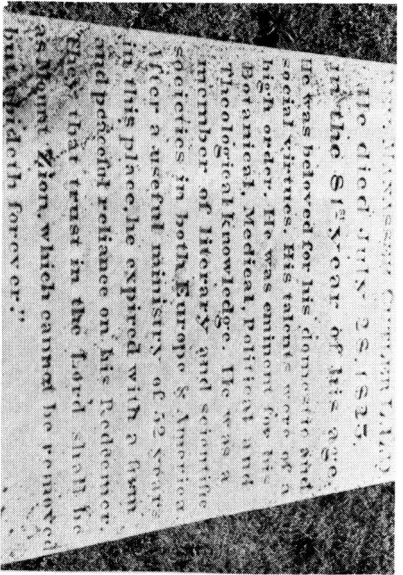 Manasseh Cutler LL.D.
He died July 28 1823
In the 81st year of his age.
He was beloved for his domestic and
social virtues. His talents were of a
high order. He was eminent for his
Botanical, Medical, Political and
Theological knowledge. He was a
member of literary and scientific
societies in both Europe & America
After a useful ministry of 52 years
in this place, he expired with a firm
and peaceful reliance on his Redeemer.
"They that trust in the Lord shall be
as Mount Zion, which cannot be removed
but abideth forever."